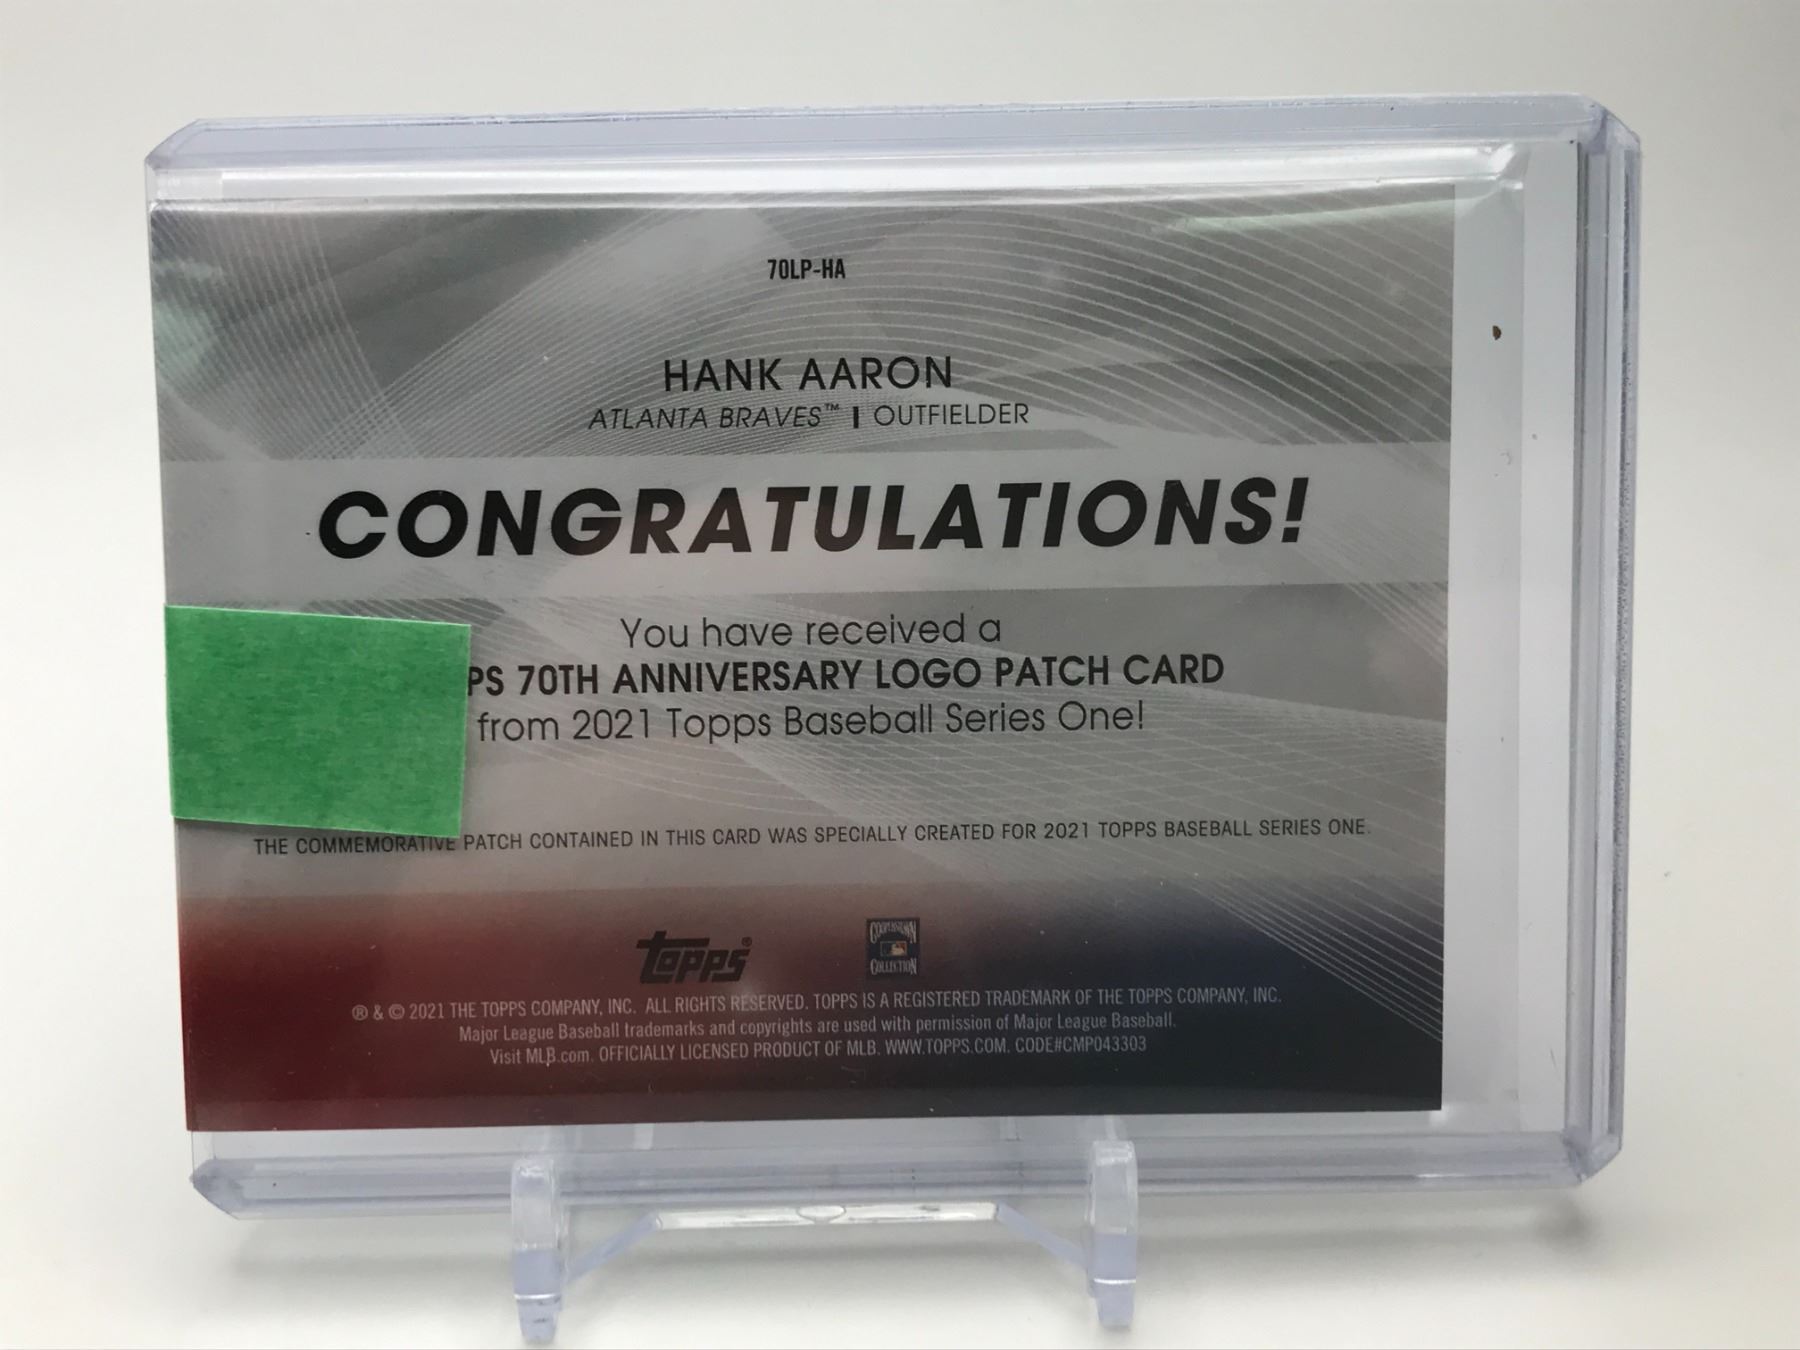 70LP-HA
HANK AARON
ATLANTA BRAVES™ | OUTFIELDER
CONGRATULATIONS!
You have received a
PS 70TH ANNIVERSARY LOGO PATCH CARD
from 2021 Topps Baseball Series One!
THE COMMEMORATIVE PATCH CONTAINED IN THIS CARD WAS SPECIALLY CREATED FOR 2021 TOPPS BASEBALL SERIES ONE.
Topps®
COOPERSTOWN
COLLECTION
® & © 2021 THE TOPPS COMPANY, INC. ALL RIGHTS RESERVED. TOPPS IS A REGISTERED TRADEMARK OF THE TOPPS COMPANY, INC.
Major League Baseball trademarks and copyrights are used with permission of Major League Baseball.
Visit MLB.com. OFFICIALLY LICENSED PRODUCT OF MLB. WWW.TOPPS.COM. CODE#CMP043303